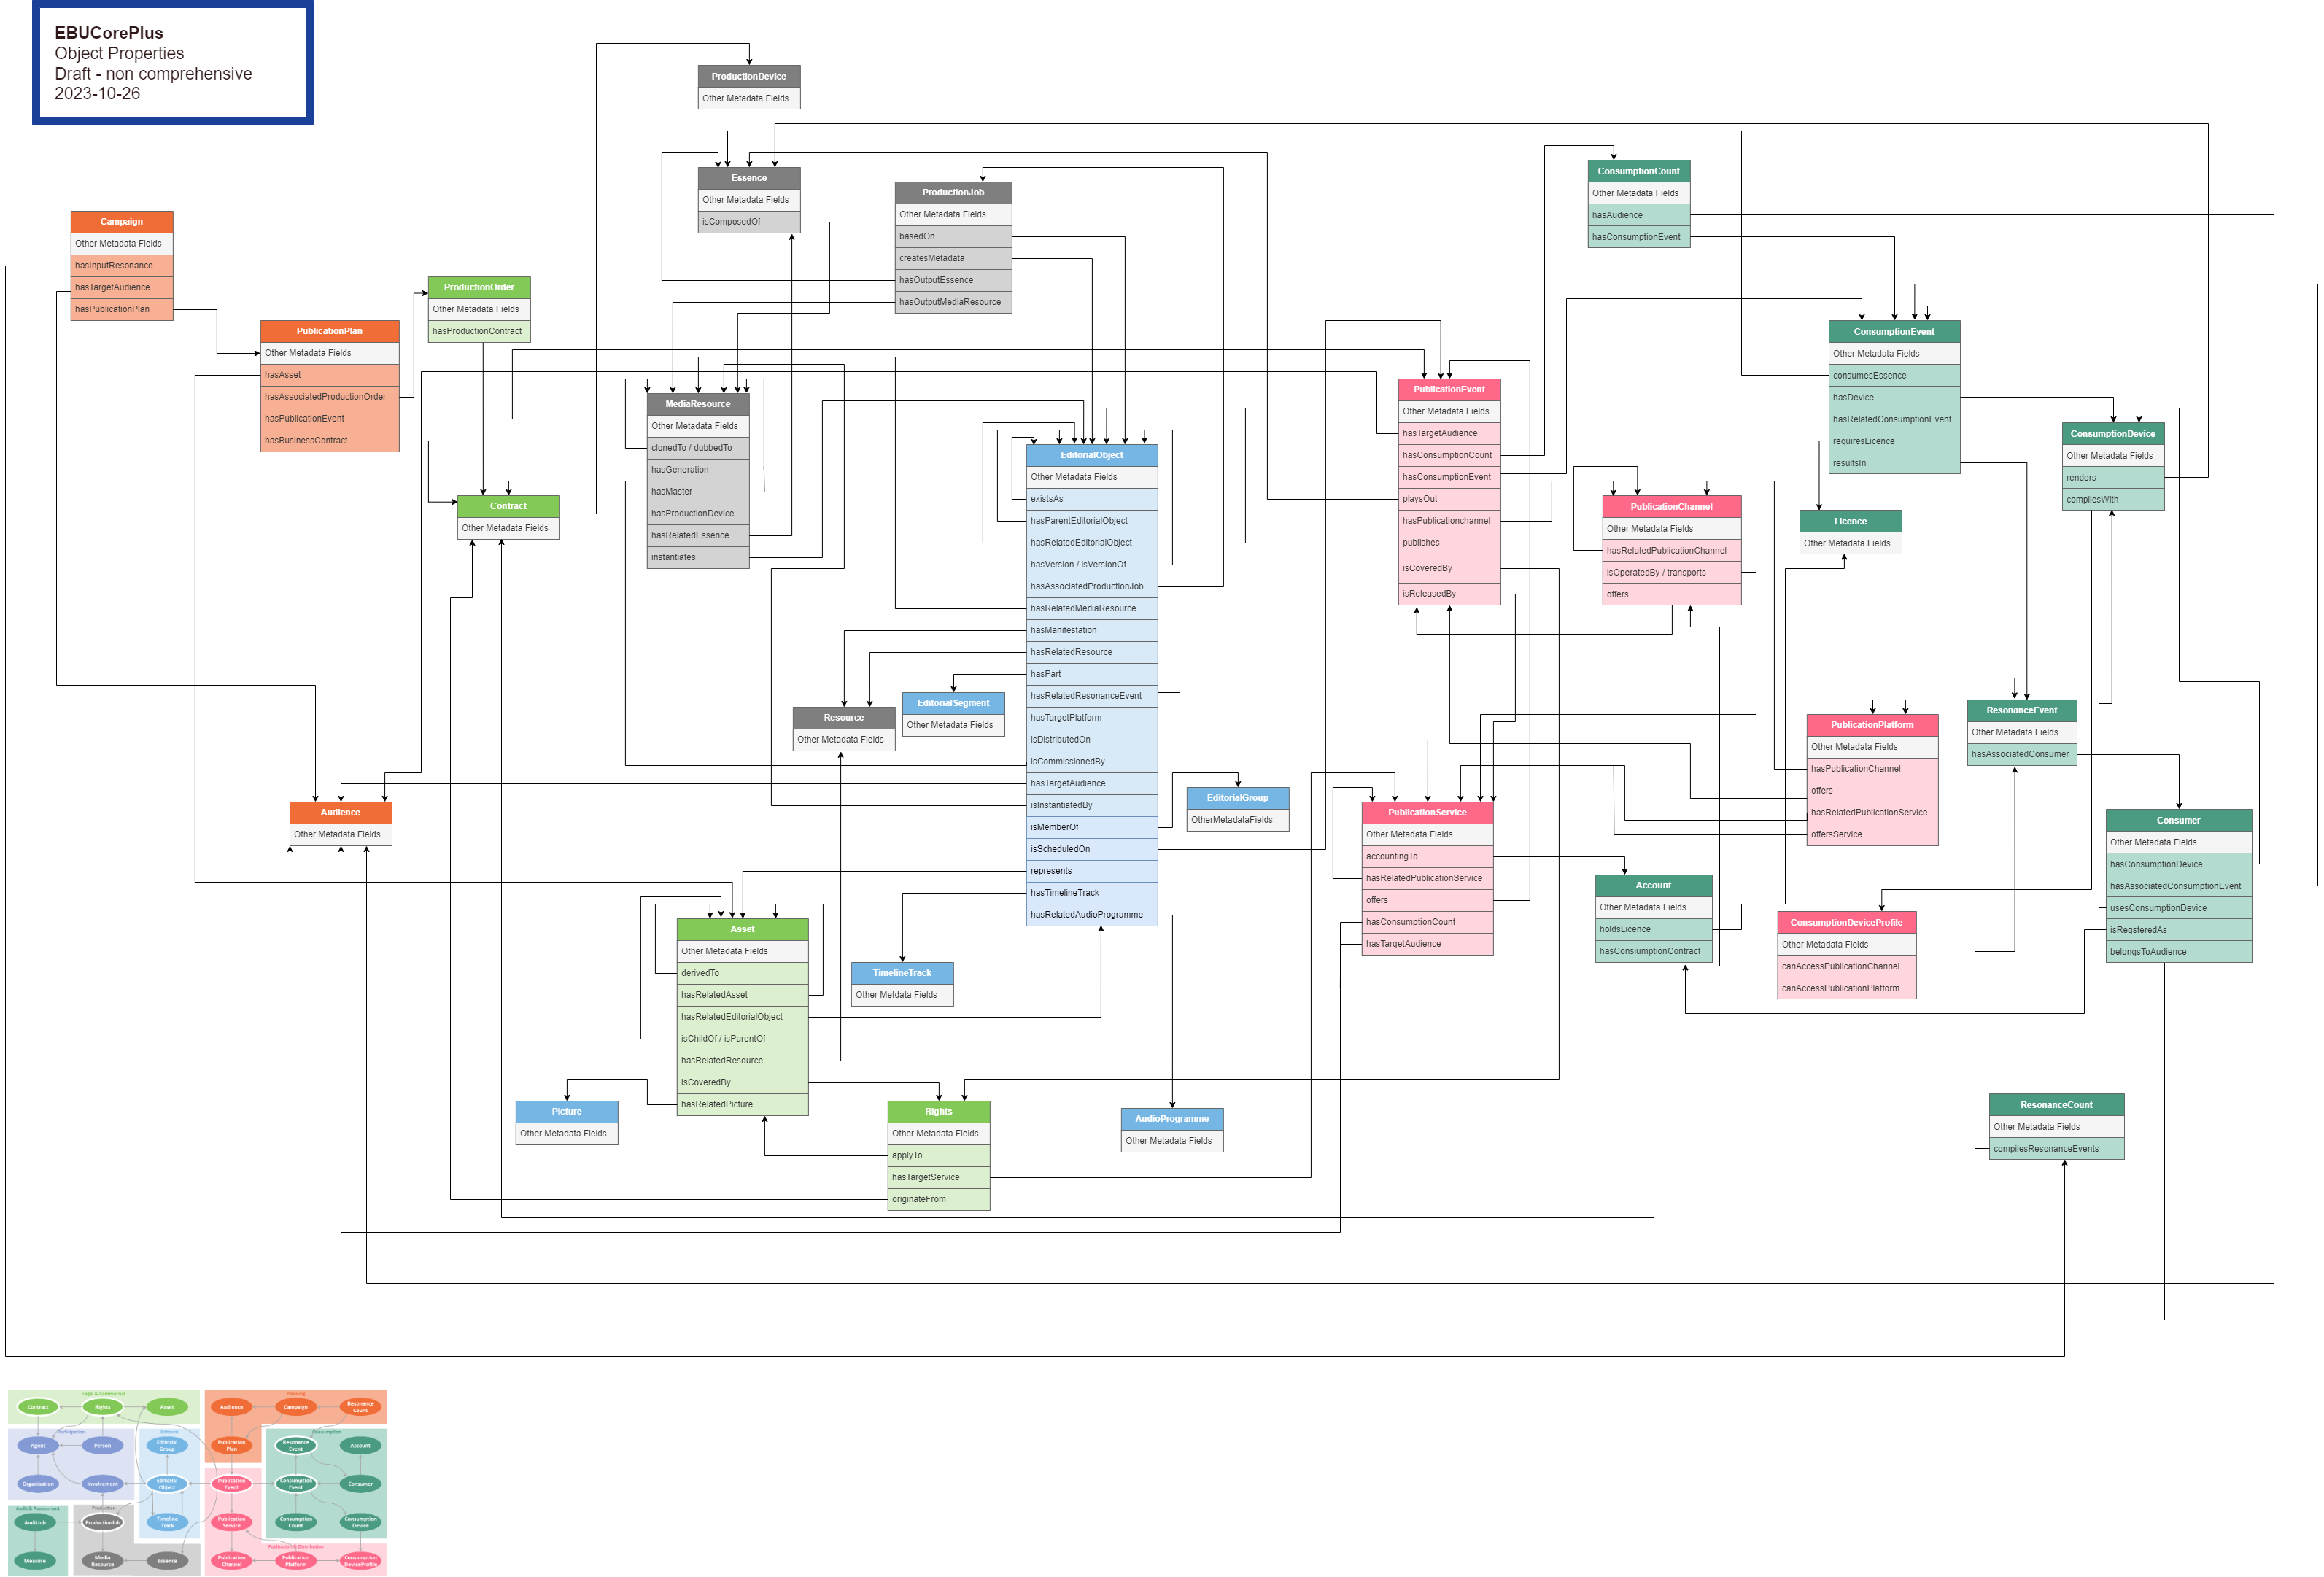 EBUCorePlus
Object Properties
Draft - non comprehensive
2023-10-26
ProductionDevice
Other Metadata Fields
Essence
Other Metadata Fields
isComposedOf
ProductionJob
Other Metadata Fields
basedOn
createsMetadata
hasOutputEssence
hasOutputMediaResource
ConsumptionCount
Other Metadata Fields
hasAudience
hasConsumptionEvent
Campaign
Other Metadata Fields
hasInputResonance
hasTargetAudience
hasPublicationPlan
ProductionOrder
Other Metadata Fields
hasProductionContract
PublicationPlan
Other Metadata Fields
hasAsset
hasAssociatedProductionOrder
hasPublicationEvent
hasBusinessContract
Contract
Other Metadata Fields
MediaResource
Other Metadata Fields
clonedTo / dubbedTo
hasGeneration
hasMaster
hasProductionDevice
hasRelatedEssence
instantiates
EditorialObject
Other Metadata Fields
existsAs
hasParentEditorialObject
hasRelatedEditorialObject
hasVersion / isVersionOf
hasAssociatedProductionJob
hasRelatedMediaResource
hasManifestation
hasRelatedResource
hasPart
hasRelatedResonanceEvent
hasTargetPlatform
isDistributedOn
isCommissionedBy
hasTargetAudience
isInstantiatedBy
isMemberOf
isScheduledOn
represents
hasTimelineTrack
hasRelatedAudioProgramme
PublicationEvent
Other Metadata Fields
hasTargetAudience
hasConsumptionCount
hasConsumptionEvent
playsOut
hasPublicationchannel
publishes
isCoveredBy
isReleasedBy
PublicationChannel
Other Metadata Fields
hasRelatedPublicationChannel
isOperatedBy / transports
offers
ConsumptionEvent
Other Metadata Fields
consumesEssence
hasDevice
hasRelatedConsumptionEvent
requiresLicence
resultsIn
ConsumptionDevice
Other Metadata Fields
renders
compliesWith
Licence
Other Metadata Fields
Resource
Other Metadata Fields
EditorialSegment
Other Metadata Fields
PublicationPlatform
Other Metadata Fields
hasPublicationChannel
offers
hasRelatedPublicationService
offersService
ResonanceEvent
Other Metadata Fields
hasAssociatedConsumer
Audience
Other Metadata Fields
EditorialGroup
OtherMetadataFields
PublicationService
Other Metadata Fields
accountingTo
hasRelatedPublicationService
offers
hasConsumptionCount
hasTargetAudience
Account
Other Metadata Fields
holdsLicence
hasConsiumptionContract
ConsumptionDeviceProfile
Other Metadata Fields
canAccessPublicationChannel
canAccessPublicationPlatform
Consumer
Other Metadata Fields
hasConsumptionDevice
hasAssociatedConsumptionEvent
usesConsumptionDevice
isRegsteredAs
belongsToAudience
Asset
Other Metadata Fields
derivedTo
hasRelatedAsset
hasRelatedEditorialObject
isChildOf / isParentOf
hasRelatedResource
isCoveredBy
hasRelatedPicture
TimelineTrack
Other Metdata Fields
Picture
Other Metadata Fields
Rights
Other Metadata Fields
applyTo
hasTargetService
originateFrom
AudioProgramme
Other Metadata Fields
ResonanceCount
Other Metadata Fields
compilesResonanceEvents
Legal & Commercial
Contract
Rights
Asset
Planning
Audience
Campaign
Resonance
Count
Participation
Agent
Person
Organisation
Involvement
Editorial
Editorial
Group
Editorial
Object
Timeline
Track
Publication
Plan
Consumption
Resonance
Event
Account
Publication
Event
Consumption
Event
Consumer
Audit & Assessment
AuditJob
Measure
Production
ProductionJob
Media
Resource
Essence
Publication
Service
Consumption
Count
Consumption
Device
Publication & Distribution
Publication
Channel
Publication
Platform
Consumption
DeviceProfile